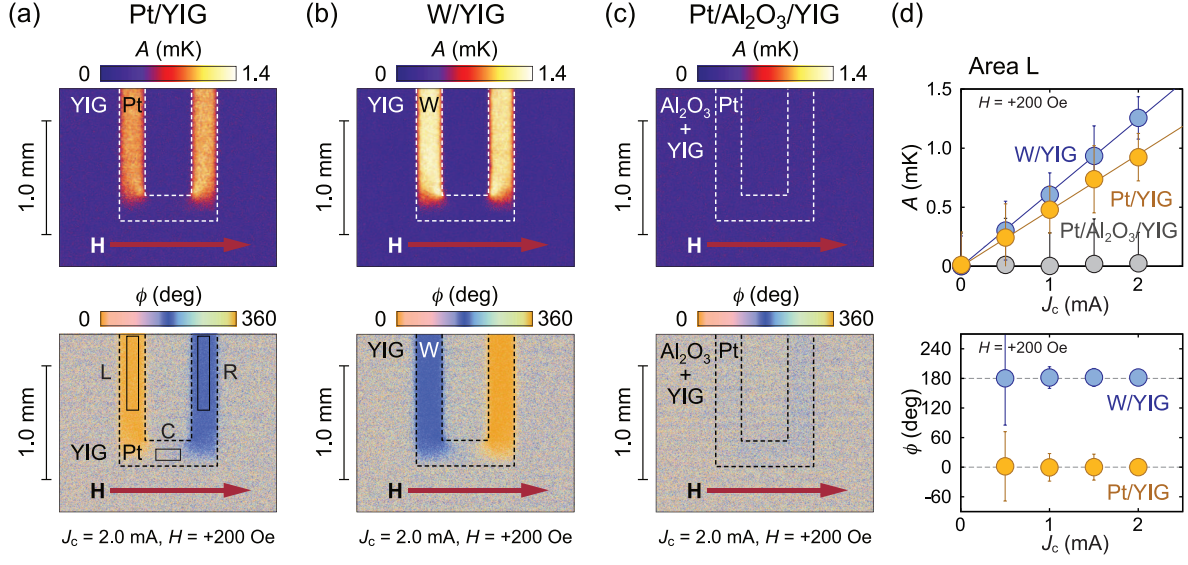 (a) Pt/YIG
A (mK)
0 1.4
YIG Pt
1.0 mm
H
ϕ (deg)
0 360
L R
C
YIG Pt
1.0 mm
H
Jc = 2.0 mA, H = +200 Oe
(b) W/YIG
A (mK)
0 1.4
YIG W
1.0 mm
H
ϕ (deg)
0 360
YIG W
1.0 mm
H
Jc = 2.0 mA, H = +200 Oe
(c) Pt/Al2O3/YIG
A (mK)
0 1.4
Al2O3 Pt
+
YIG
1.0 mm
H
ϕ (deg)
0 360
Al2O3 Pt
+
YIG
1.0 mm
H
Jc = 2.0 mA, H = +200 Oe
(d)
Area L
1.5
H = +200 Oe
W/YIG
1.0
A (mK)
Pt/YIG
0.5
Pt/Al2O3/YIG
0
0 1 2
Jc (mA)
240
H = +200 Oe
180
W/YIG
120
ϕ (deg)
60
0
Pt/YIG
-60
0 1 2
Jc (mA)